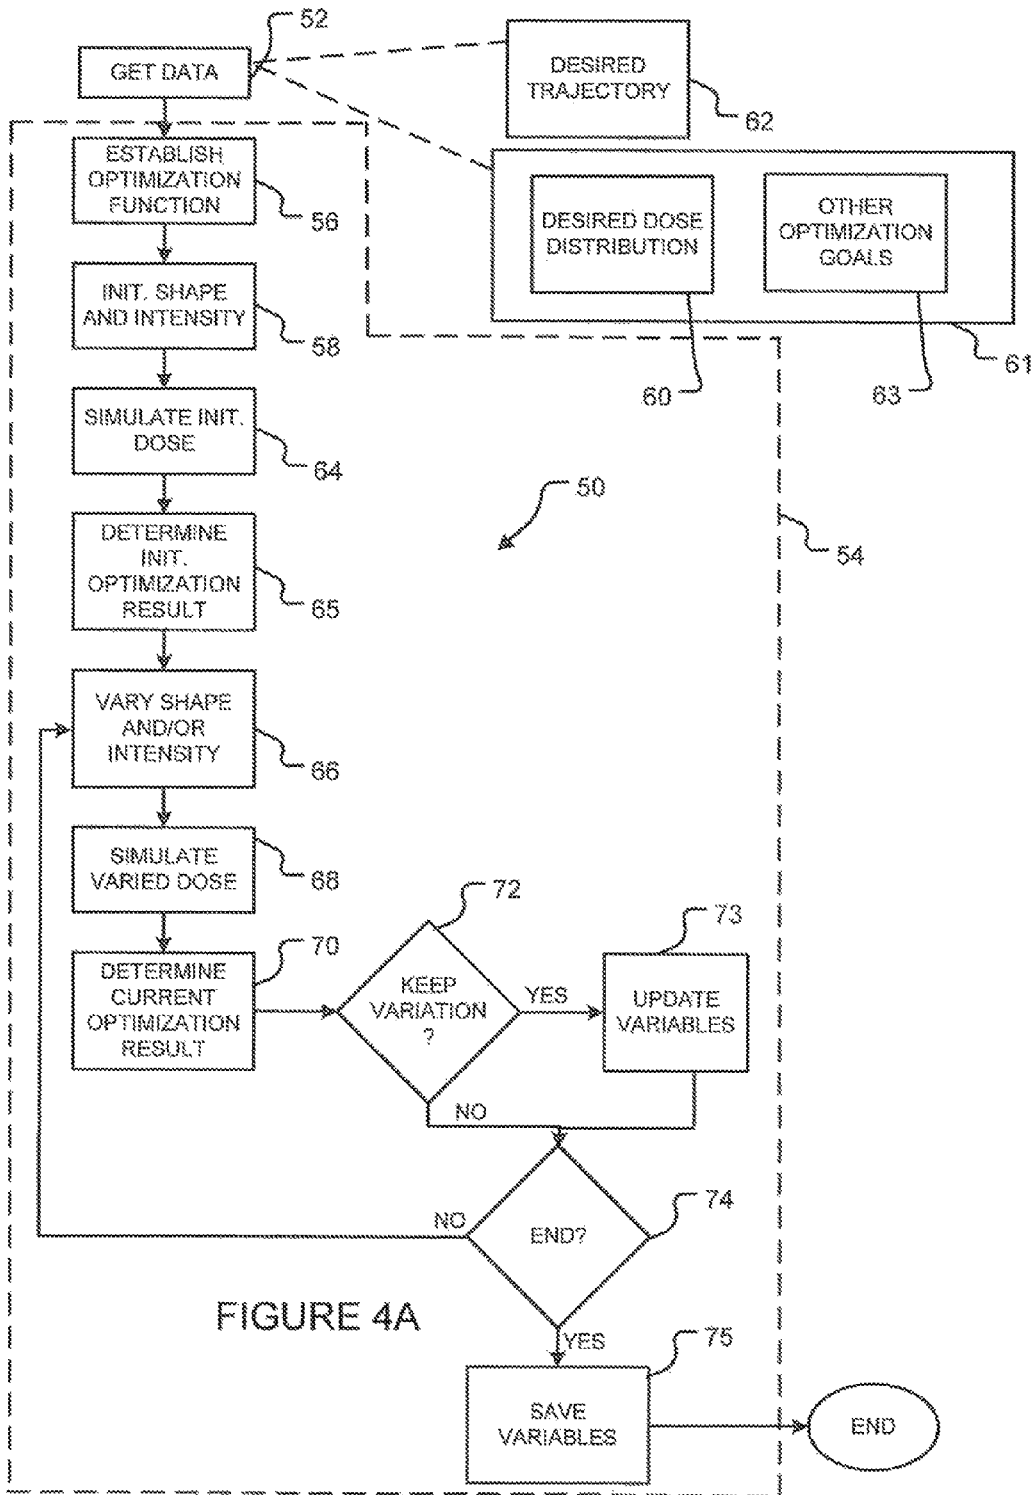 52
GET DATA
DESIRED
TRAJECTORY
62
ESTABLISH
OPTIMIZATION
FUNCTION
56
DESIRED DOSE
DISTRIBUTION
OTHER
OPTIMIZATION
GOALS
INIT. SHAPE
AND INTENSITY
58
60
63
61
SIMULATE INIT.
DOSE
64
50
DETERMINE
INIT.
OPTIMIZATION
RESULT
65
54
VARY SHAPE
AND/OR
INTENSITY
66
SIMULATE
VARIED DOSE
68
72
73
70
DETERMINE
CURRENT
OPTIMIZATION
RESULT
KEEP
VARIATION
?
YES
UPDATE
VARIABLES
NO
74
NO
END?
FIGURE 4A
YES
75
SAVE
VARIABLES
END